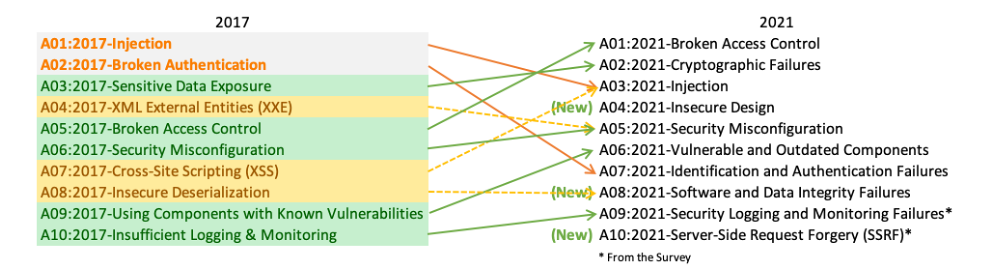 2017 2021
A01:2017-Injection A01:2021-Broken Access Control
A02:2017-Broken Authentication A02:2021-Cryptographic Failures
A03:2017-Sensitive Data Exposure A03:2021-Injection
A04:2017-XML External Entities (XXE) (New) A04:2021-Insecure Design
A05:2017-Broken Access Control A05:2021-Security Misconfiguration
A06:2017-Security Misconfiguration A06:2021-Vulnerable and Outdated Components
A07:2017-Cross-Site Scripting (XSS) A07:2021-Identification and Authentication Failures
A08:2017-Insecure Deserialization (New) A08:2021-Software and Data Integrity Failures
A09:2017-Using Components with Known Vulnerabilities A09:2021-Security Logging and Monitoring Failures*
A10:2017-Insufficient Logging & Monitoring (New) A10:2021-Server-Side Request Forgery (SSRF)*
* From the Survey